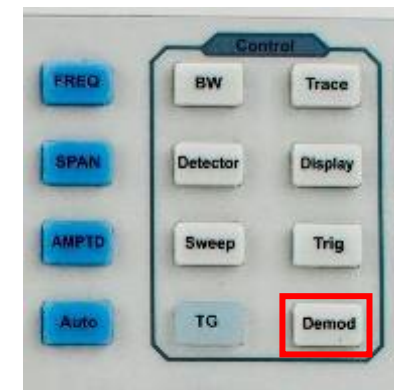 Control
FREQ BW Trace
SPAN Detector Display
AMPTD Sweep Trig
Auto TG Demod